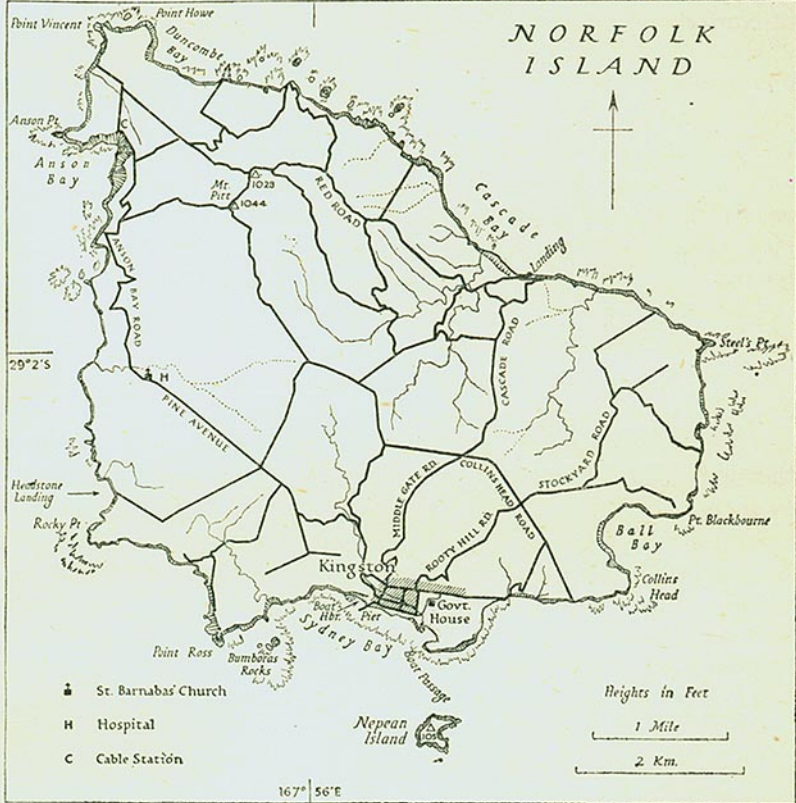 NORFOLK
ISLAND
Point Vincent
Point Howe
Duncombe
Bay
Anson Pt.
Anson
Bay
C
Mt.
Pitt
1023
1044
RED ROAD
Cascade
Bay
Landing
ANSON BAY ROAD
CASCADE ROAD
Steel's Pt.
29°2'S
H
PINE AVENUE
STOCKYARD ROAD
MIDDLE GATE RD.
COLLINS HEAD ROAD
ROOTY HILL RD.
Headstone
Landing
Rocky Pt.
Pt. Blackbourne
Ball
Bay
Collins
Head
Kingston
Boat
Hbr.
Pier
Govt.
House
Sydney Bay
Point Ross
Bumboras
Rocks
Boat Passage
Nepean
Island
105
St. Barnabas' Church
H Hospital
C Cable Station
Heights in Feet
1 Mile
2 Km.
167° 56'E